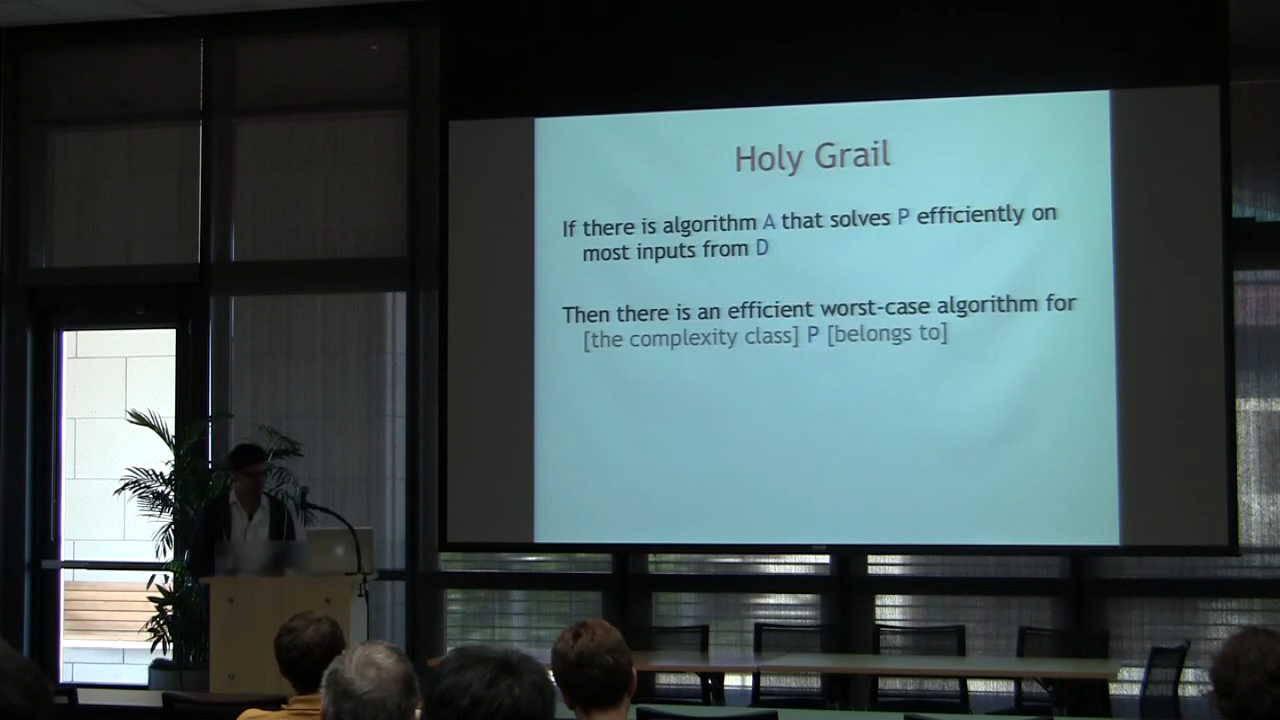 Holy Grail
If there is algorithm A that solves P efficiently on
most inputs from D
Then there is an efficient worst-case algorithm for
[the complexity class] P [belongs to]